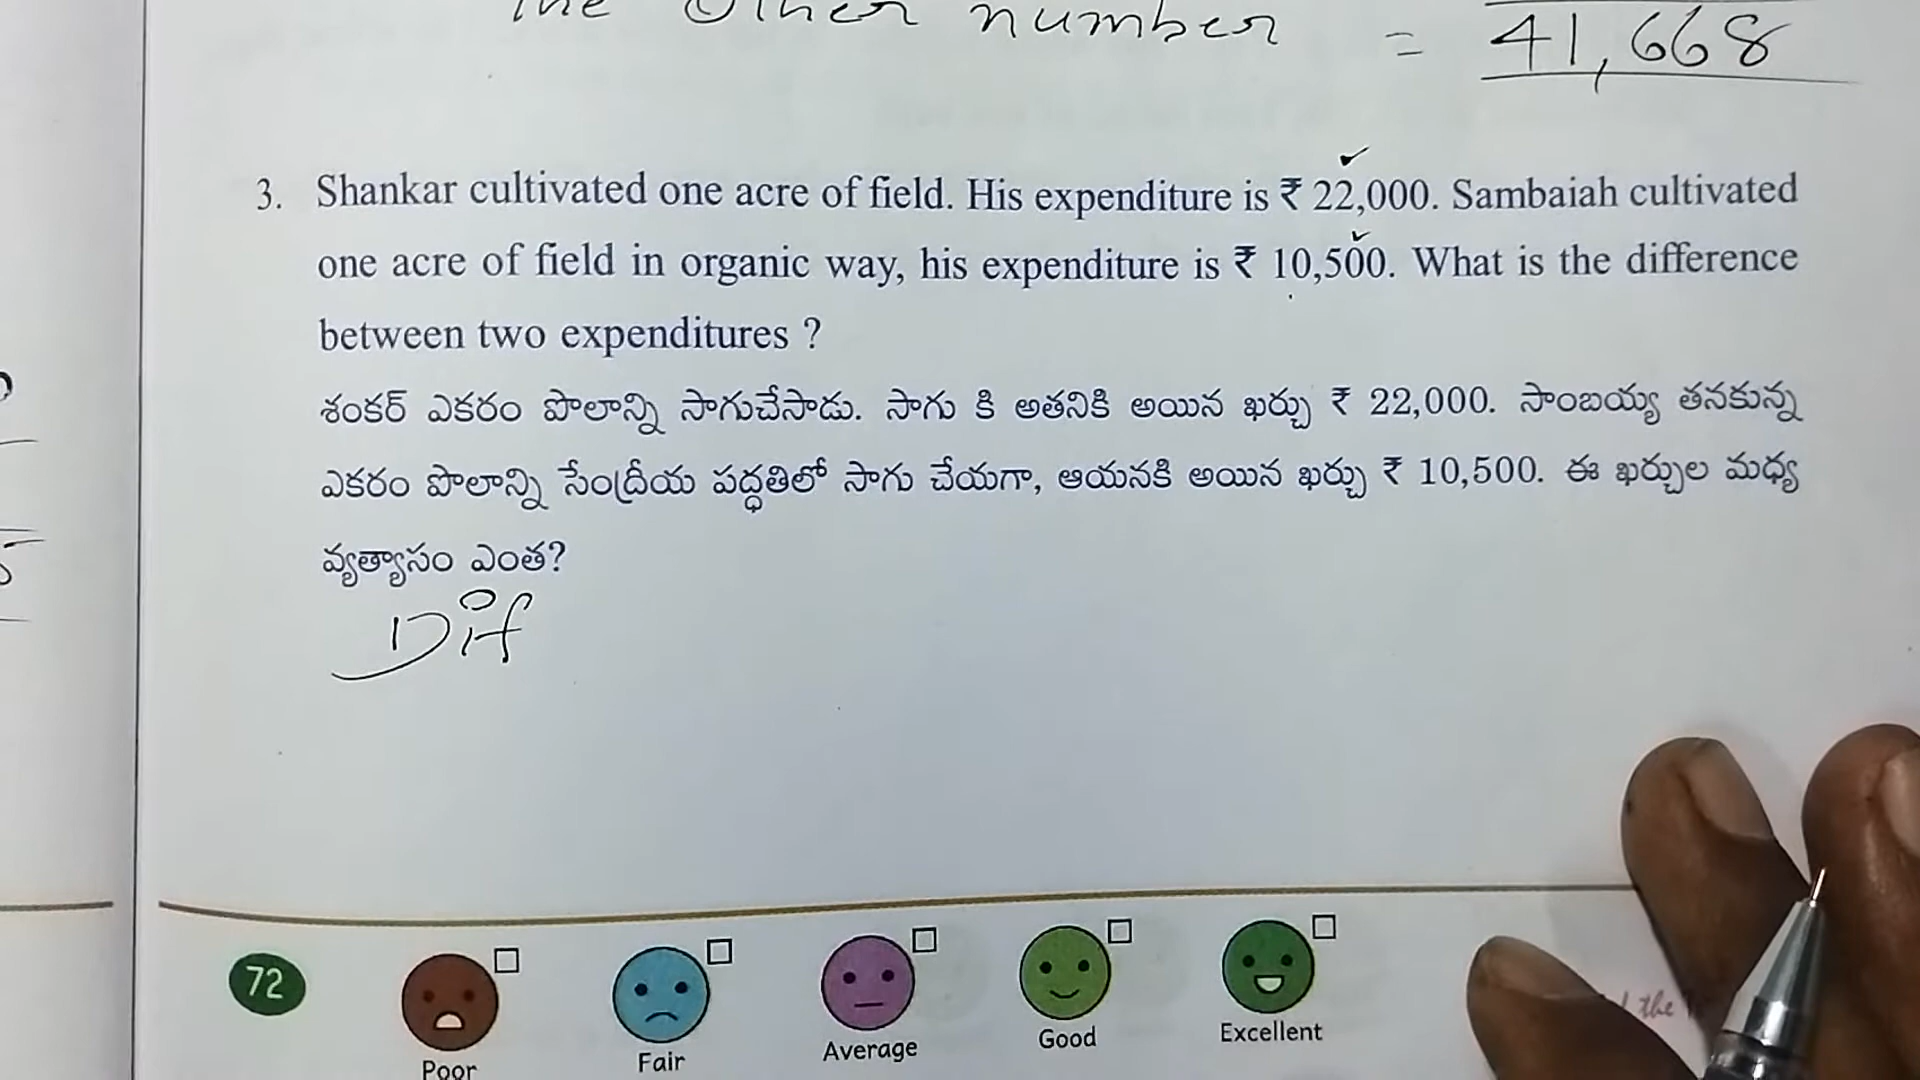 The Other number = 41,668
3. Shankar cultivated one acre of field. His expenditure is ₹ 22,000. Sambaiah cultivated
one acre of field in organic way, his expenditure is ₹ 10,500. What is the difference
between two expenditures ?
శంకర్ ఎకరం పొలాన్ని సాగుచేసాడు. సాగు కి అతనికి అయిన ఖర్చు ₹ 22,000. సాంబయ్య తనకున్న
ఎకరం పొలాన్ని సేంద్రీయ పద్ధతిలో సాగు చేయగా, ఆయనకి అయిన ఖర్చు ₹ 10,500. ఈ ఖర్చుల మధ్య
వ్యత్యాసం ఎంత?
Dif
72
Poor Fair Average Good Excellent
the